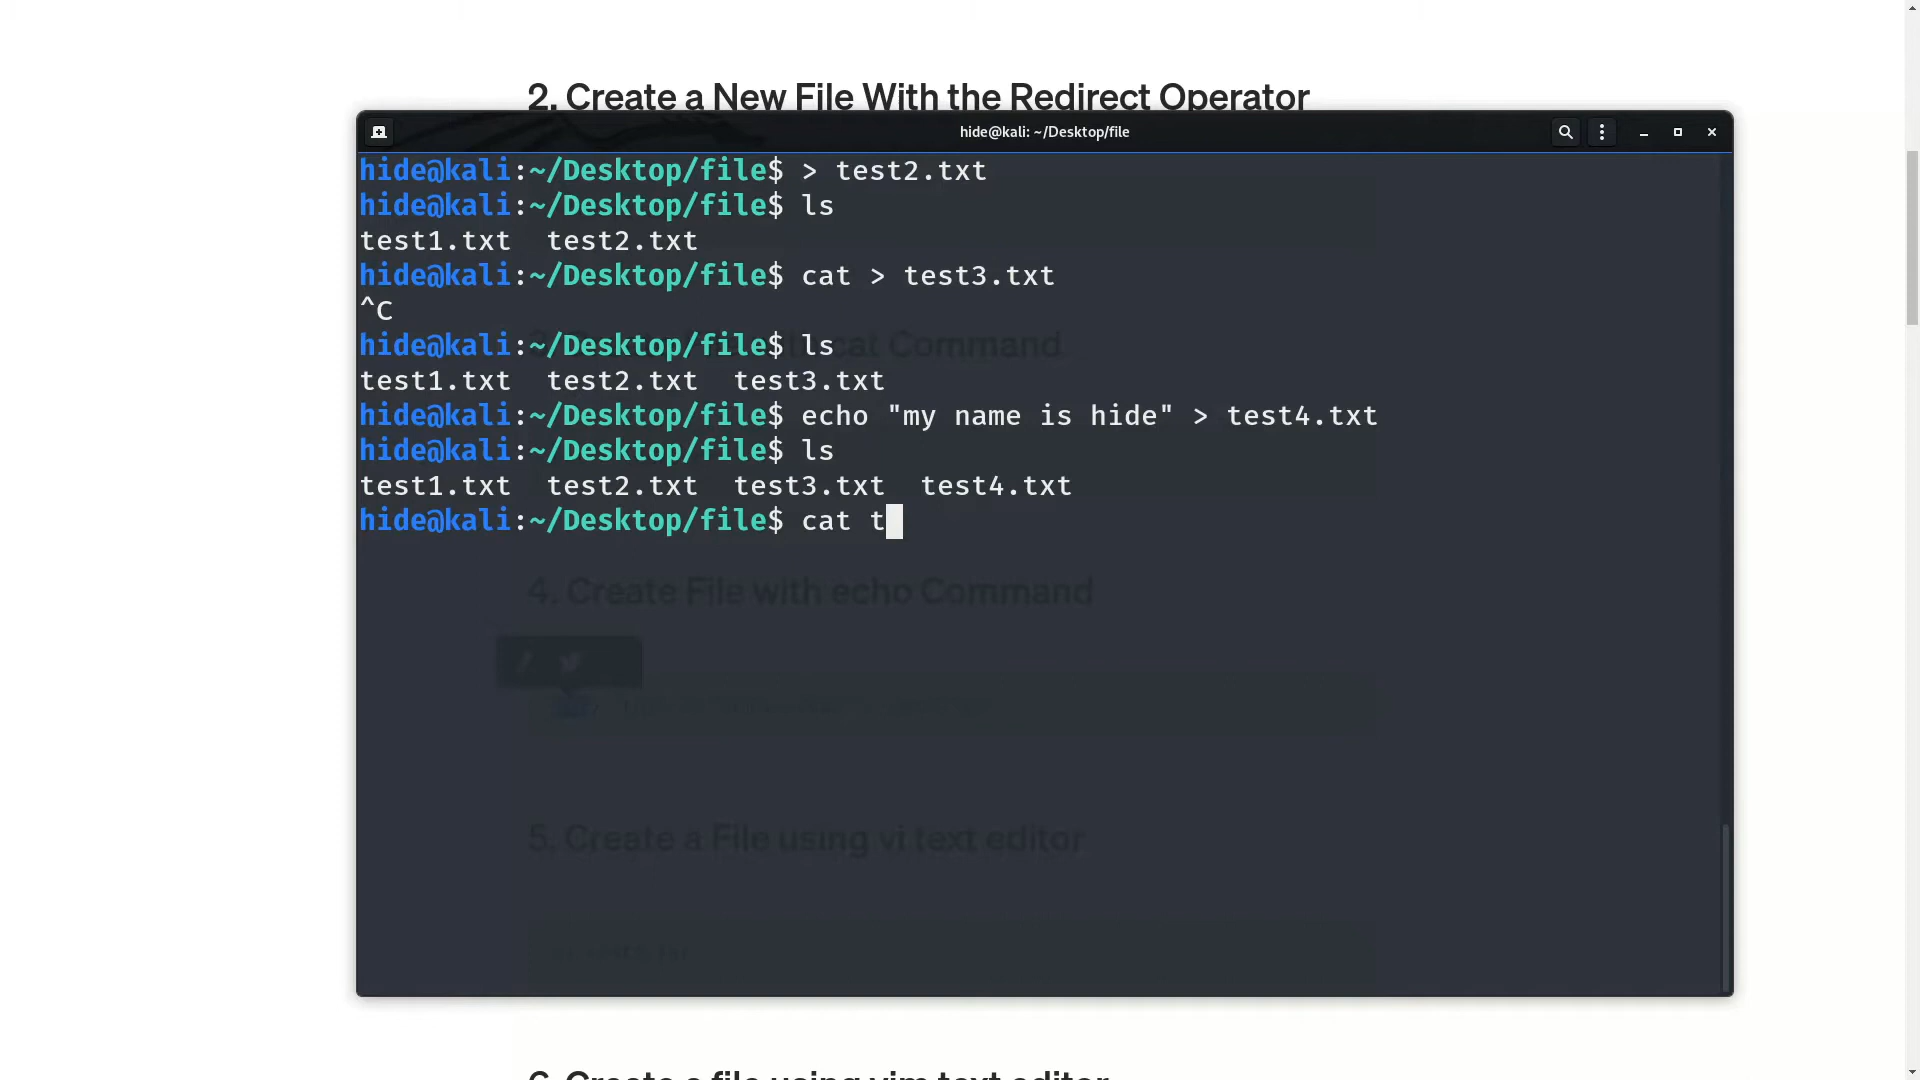 2. Create a New File With the Redirect Operator
hide@kali: ~/Desktop/file
hide@kali:~/Desktop/file$ > test2.txt
hide@kali:~/Desktop/file$ ls
test1.txt  test2.txt
hide@kali:~/Desktop/file$ cat > test3.txt
^C
hide@kali:~/Desktop/file$ ls
cat Command
test1.txt  test2.txt  test3.txt
hide@kali:~/Desktop/file$ echo "my name is hide" > test4.txt
hide@kali:~/Desktop/file$ ls
test1.txt  test2.txt  test3.txt  test4.txt
hide@kali:~/Desktop/file$ cat t
4. Create File with echo Command
5. Create a File using vi text editor
6. Create a file using vim text editor